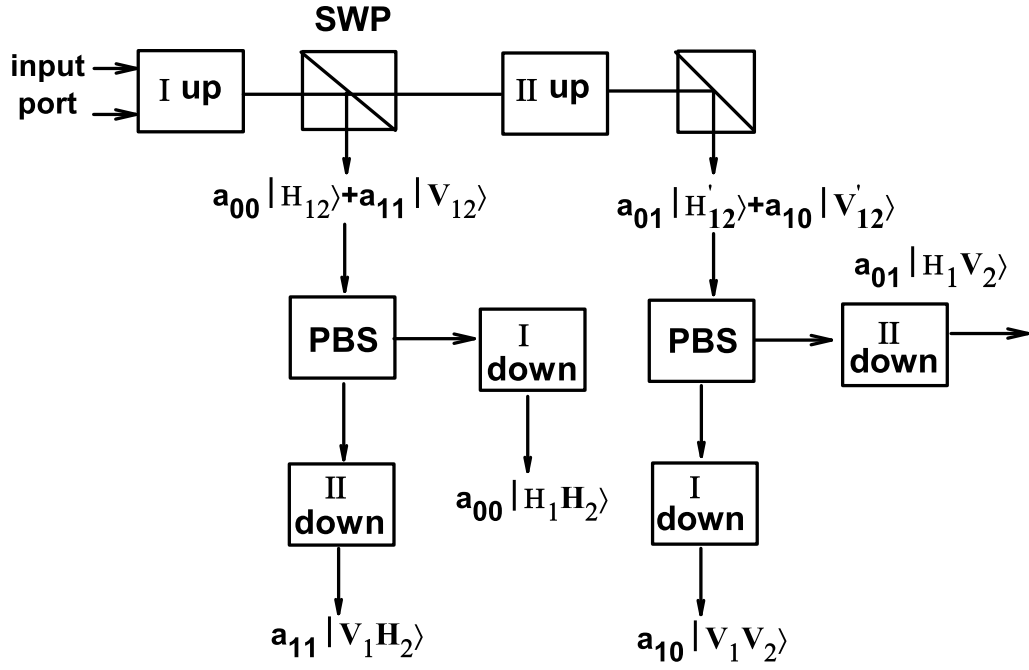 SWP
input
port
I up
II up
a₀₀|H₁₂⟩+a₁₁|V₁₂⟩
a₀₁|H'₁₂⟩+a₁₀|V'₁₂⟩
a₀₁|H₁V₂⟩
PBS
I
down
PBS
II
down
II
down
a₀₀|H₁H₂⟩
I
down
a₁₁|V₁H₂⟩
a₁₀|V₁V₂⟩